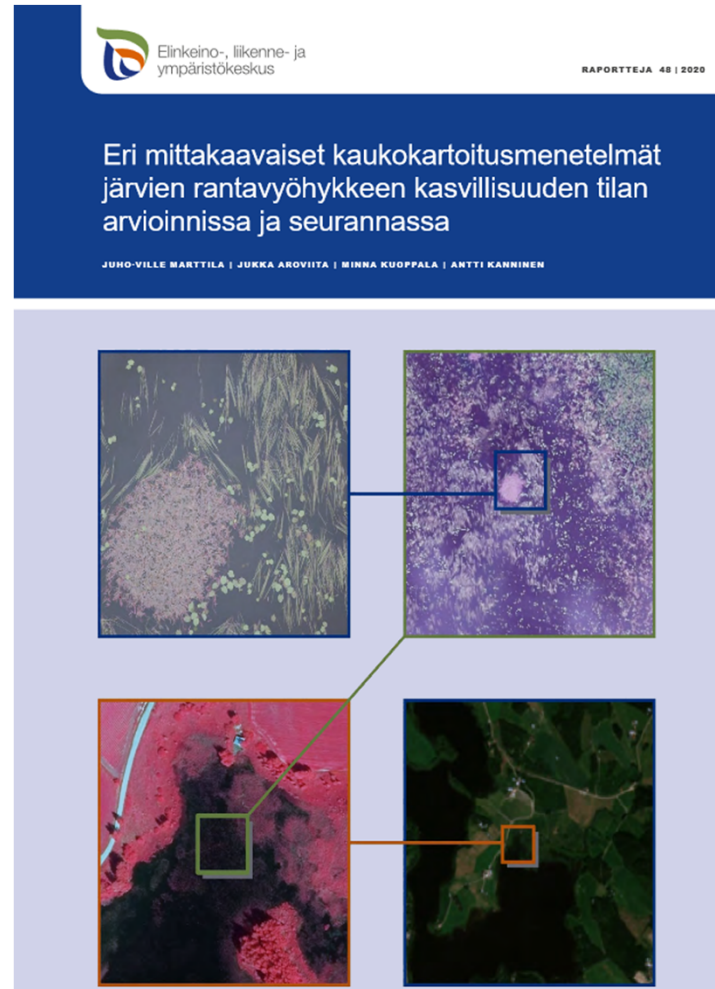 Elinkeino-, liikenne- ja
ympäristökeskus
RAPORTTEJA 48 | 2020
Eri mittakaavaiset kaukokartoitusmenetelmät
järvien rantavyöhykkeen kasvillisuuden tilan
arvioinnissa ja seurannassa
JUHO-VILLE MARTTILA | JUKKA AROVIITA | MINNA KUOPPALA | ANTTI KANNINEN